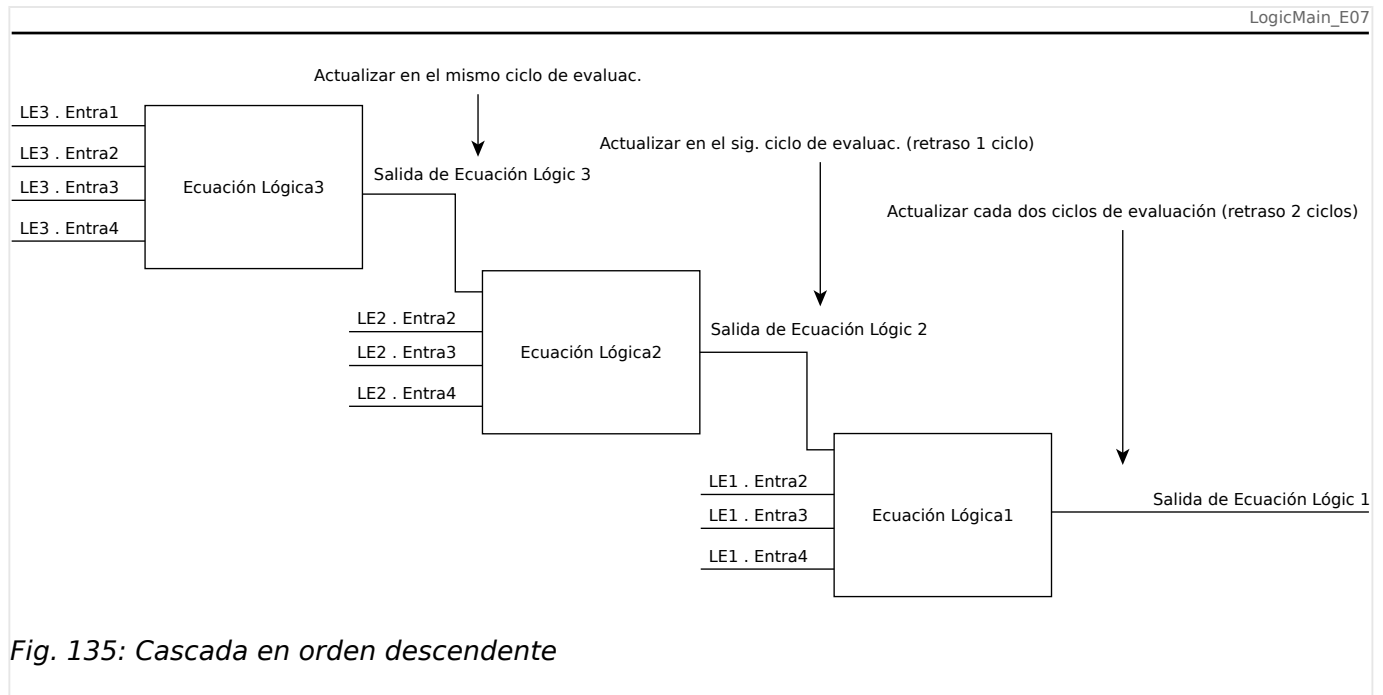 LogicMain_E07
Actualizar en el mismo ciclo de evaluac.
LE3 . Entra1
LE3 . Entra2
LE3 . Entra3
LE3 . Entra4
Ecuación Lógica3
Salida de Ecuación Lógic 3
Actualizar en el sig. ciclo de evaluac. (retraso 1 ciclo)
LE2 . Entra2
LE2 . Entra3
LE2 . Entra4
Ecuación Lógica2
Salida de Ecuación Lógic 2
Actualizar cada dos ciclos de evaluación (retraso 2 ciclos)
LE1 . Entra2
LE1 . Entra3
LE1 . Entra4
Ecuación Lógica1
Salida de Ecuación Lógic 1
Fig. 135: Cascada en orden descendente